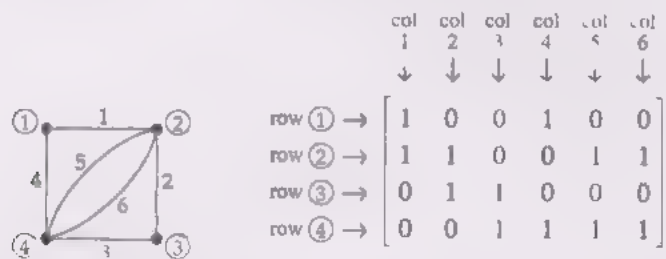 col col col col col col
1 2 3 4 5 6
↓ ↓ ↓ ↓ ↓ ↓
① 1 ②
4 5 6 2
④ 3 ③
row ① → 1 0 0 1 0 0
row ② → 1 1 0 0 1 1
row ③ → 0 1 1 0 0 0
row ④ → 0 0 1 1 1 1